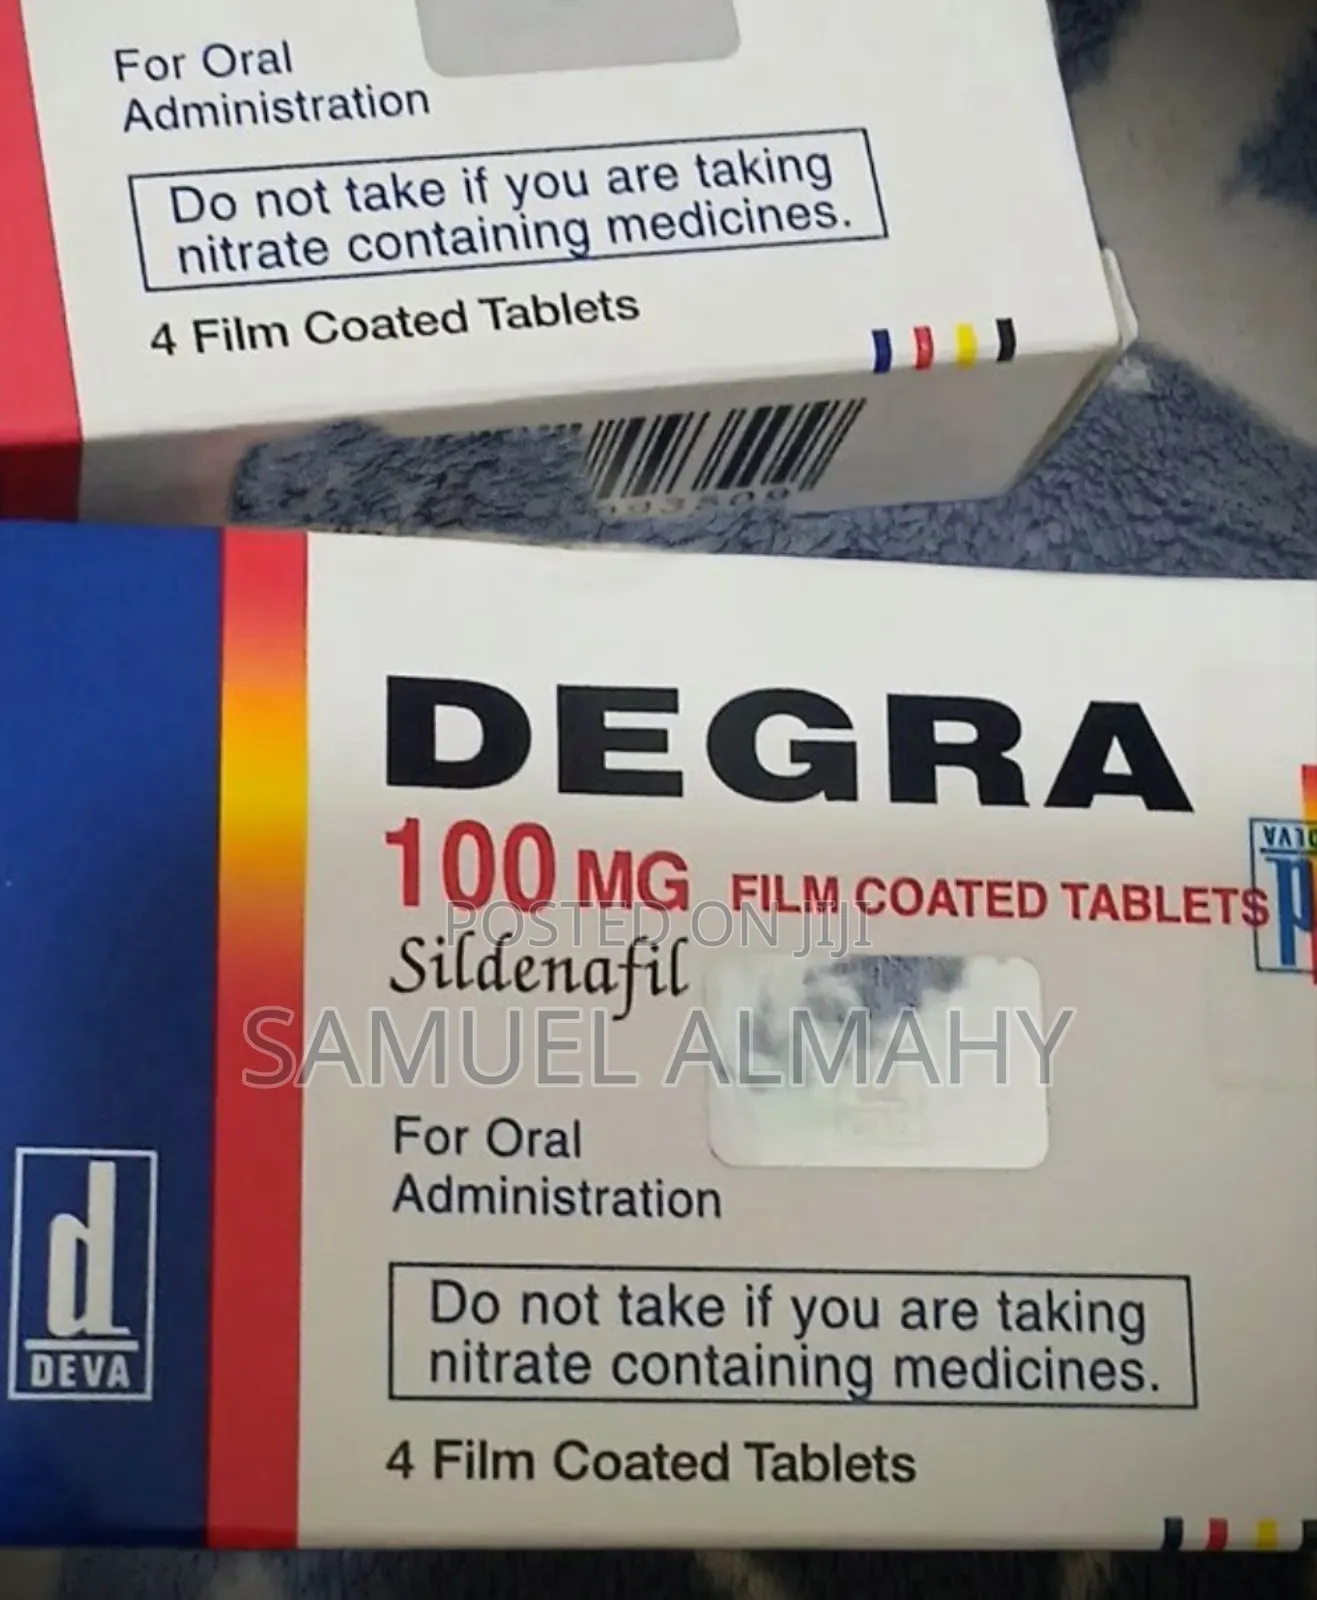 For Oral
Administration
Do not take if you are taking
nitrate containing medicines.
4 Film Coated Tablets
DEGRA
100 MG FILM COATED TABLETS
DEVA
d
POSTED ON JIJI
Sildenafil
SAMUEL ALMAHY
For Oral
Administration
d
DEVA
Do not take if you are taking
nitrate containing medicines.
4 Film Coated Tablets